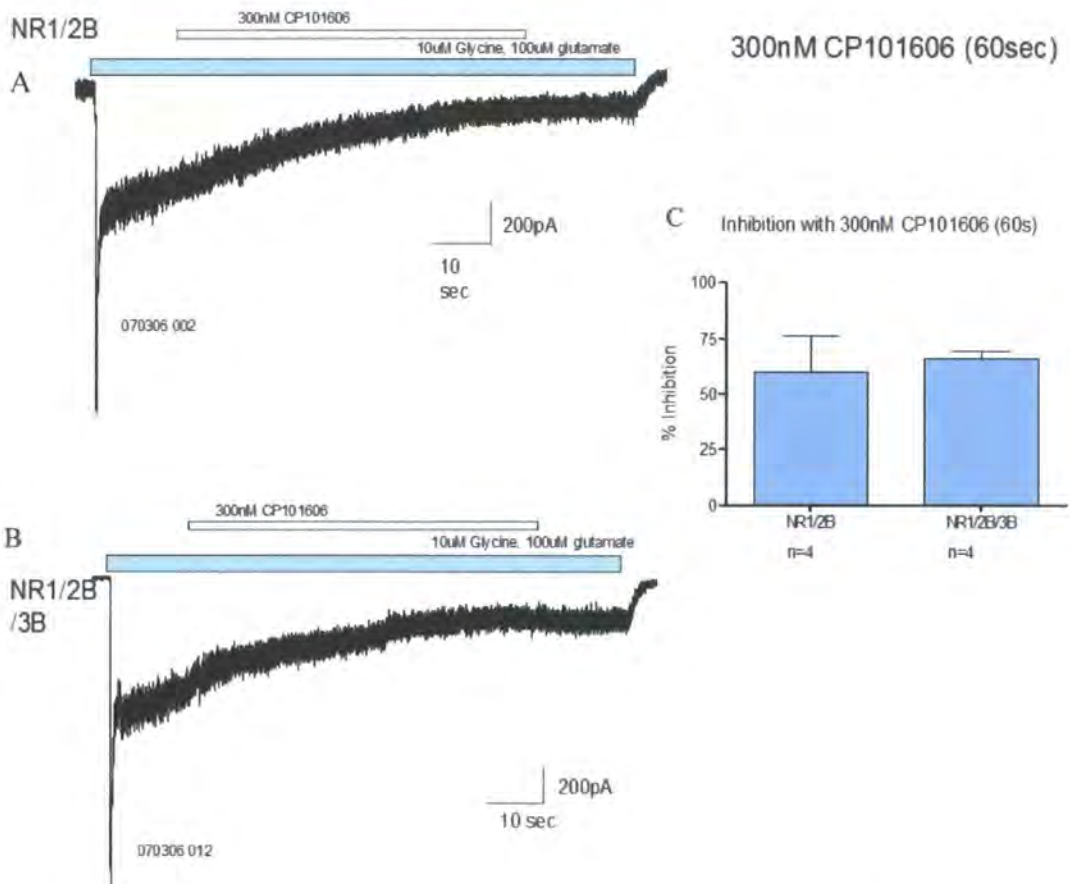 NR1/2B
A
300nM CP101606
10uM Glycine, 100uM glutamate
200pA
10
sec
070306 002
300nM CP101606 (60sec)
C
Inhibition with 300nM CP101606 (60s)
% Inhibition
100
75
50
25
0
NR1/2B
NR1/2B/3B
n=4
n=4
B
NR1/2B
/3B
300nM CP101606
10uM Glycine, 100uM glutamate
200pA
10 sec
070306 012